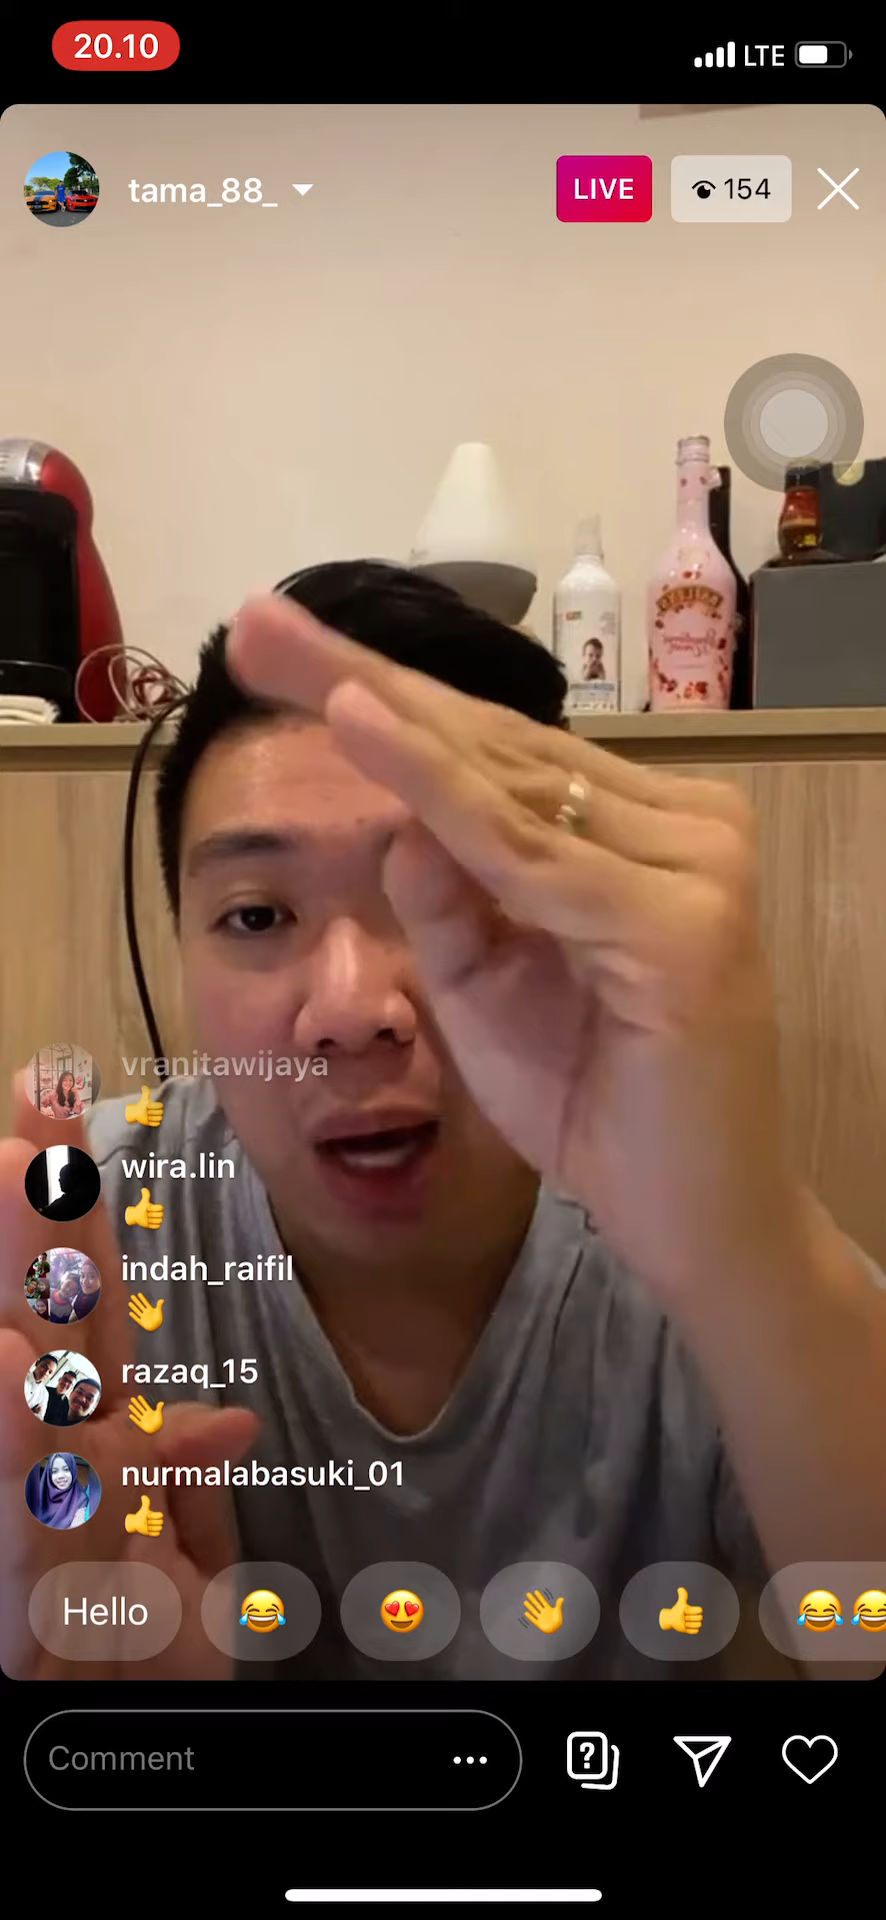 20.10
LTE
tama_88_
LIVE
154
vranitawijaya
👍
wira.lin
👍
indah_raifil
👋
razaq_15
👋
nurmalabasuki_01
👍
Hello 😂 😍 👋 👍 😂😂
Comment